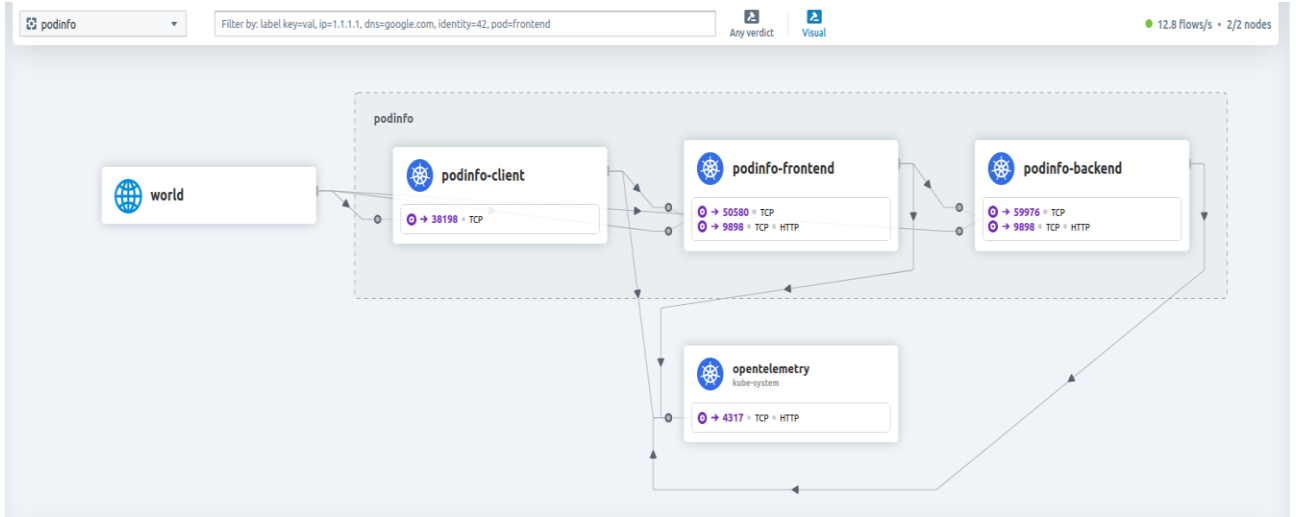 podinfo
Filter by: label key=val, ip=1.1.1.1, dns=google.com, identity=42, pod=frontend
Any verdict
Visual
12.8 flows/s • 2/2 nodes
podinfo
world
podinfo-client
→ 38198 • TCP
podinfo-frontend
→ 50580 • TCP
→ 9898 • TCP • HTTP
podinfo-backend
→ 59976 • TCP
→ 9898 • TCP • HTTP
opentelemetry
kube-system
→ 4317 • TCP • HTTP